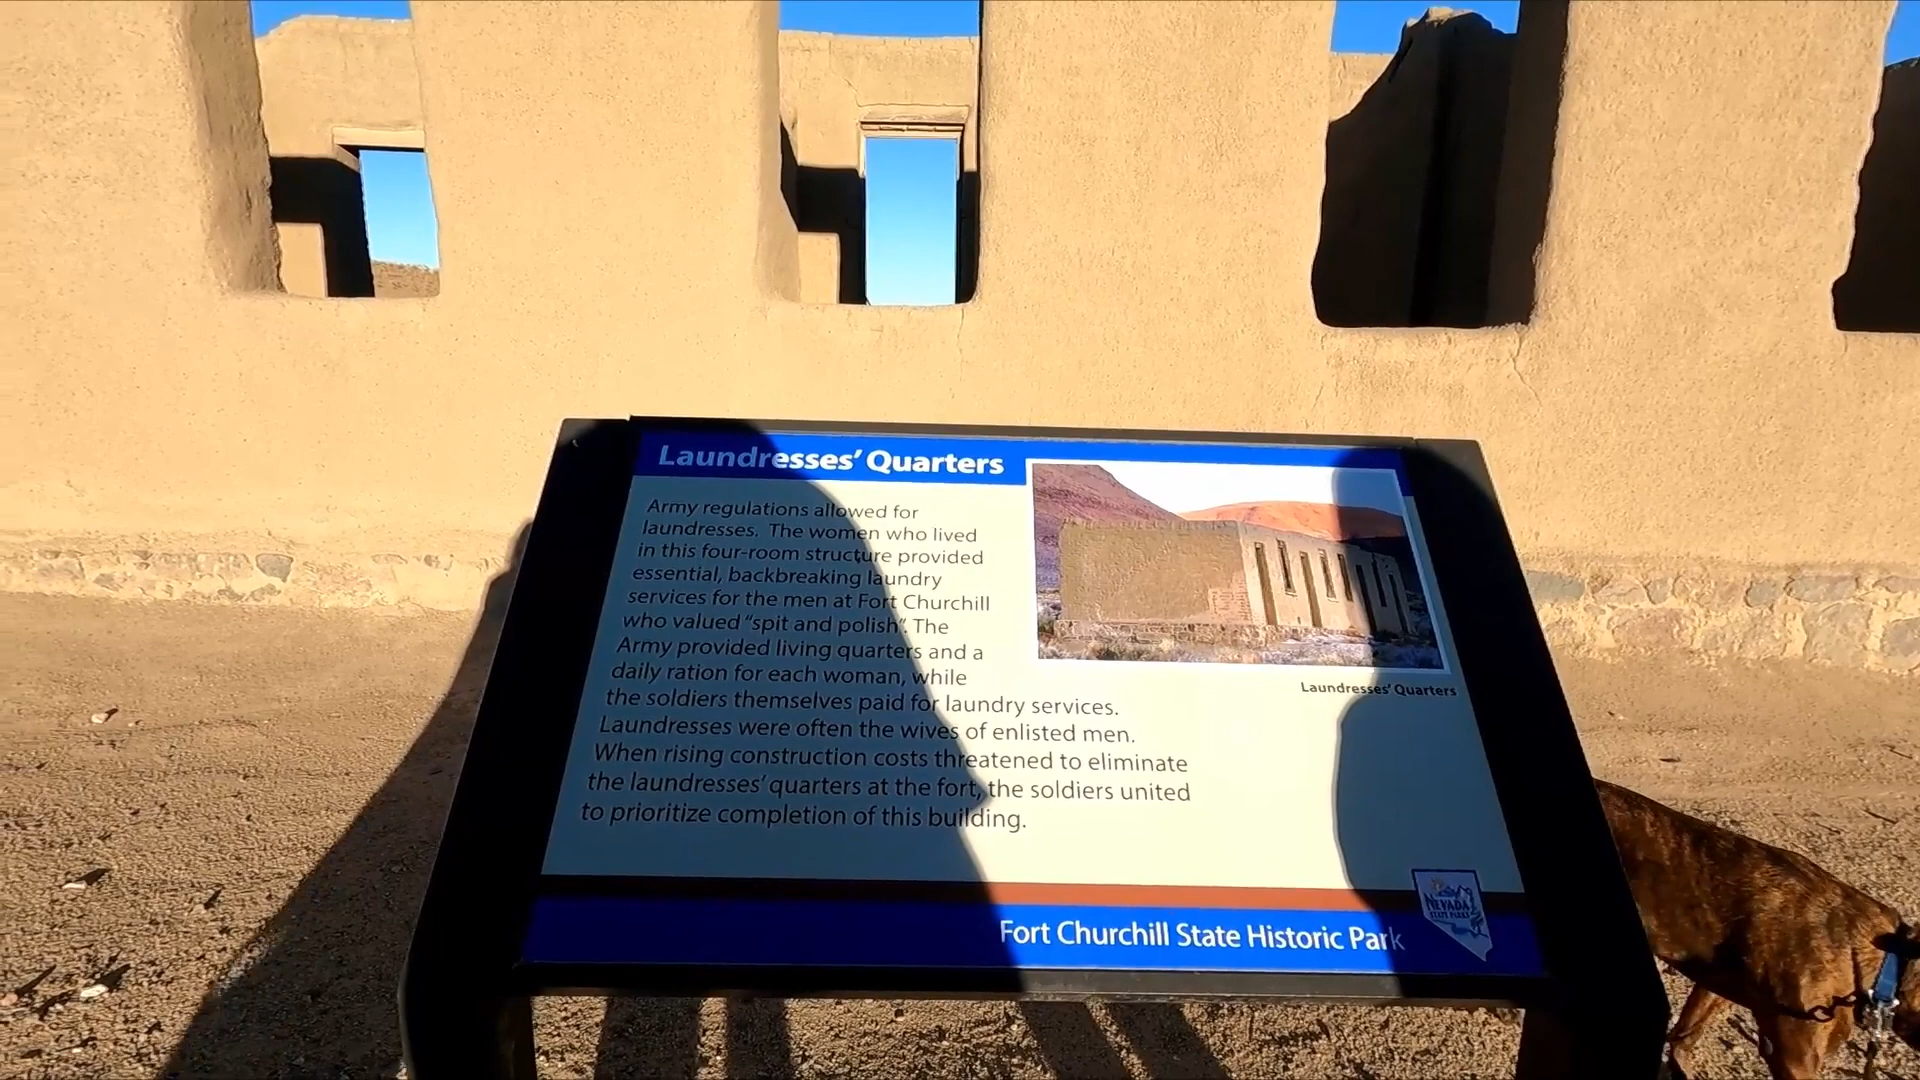 Laundresses' Quarters
Army regulations allowed for
laundresses. The women who lived
in this four-room structure provided
essential, backbreaking laundry
services for the men at Fort Churchill
who valued "spit and polish". The
Army provided living quarters and a
daily ration for each woman, while
the soldiers themselves paid for laundry services.
Laundresses were often the wives of enlisted men.
When rising construction costs threatened to eliminate
the laundresses' quarters at the fort, the soldiers united
to prioritize completion of this building.
Laundresses' Quarters
Fort Churchill State Historic Park
NEVADA
STATE PARKS